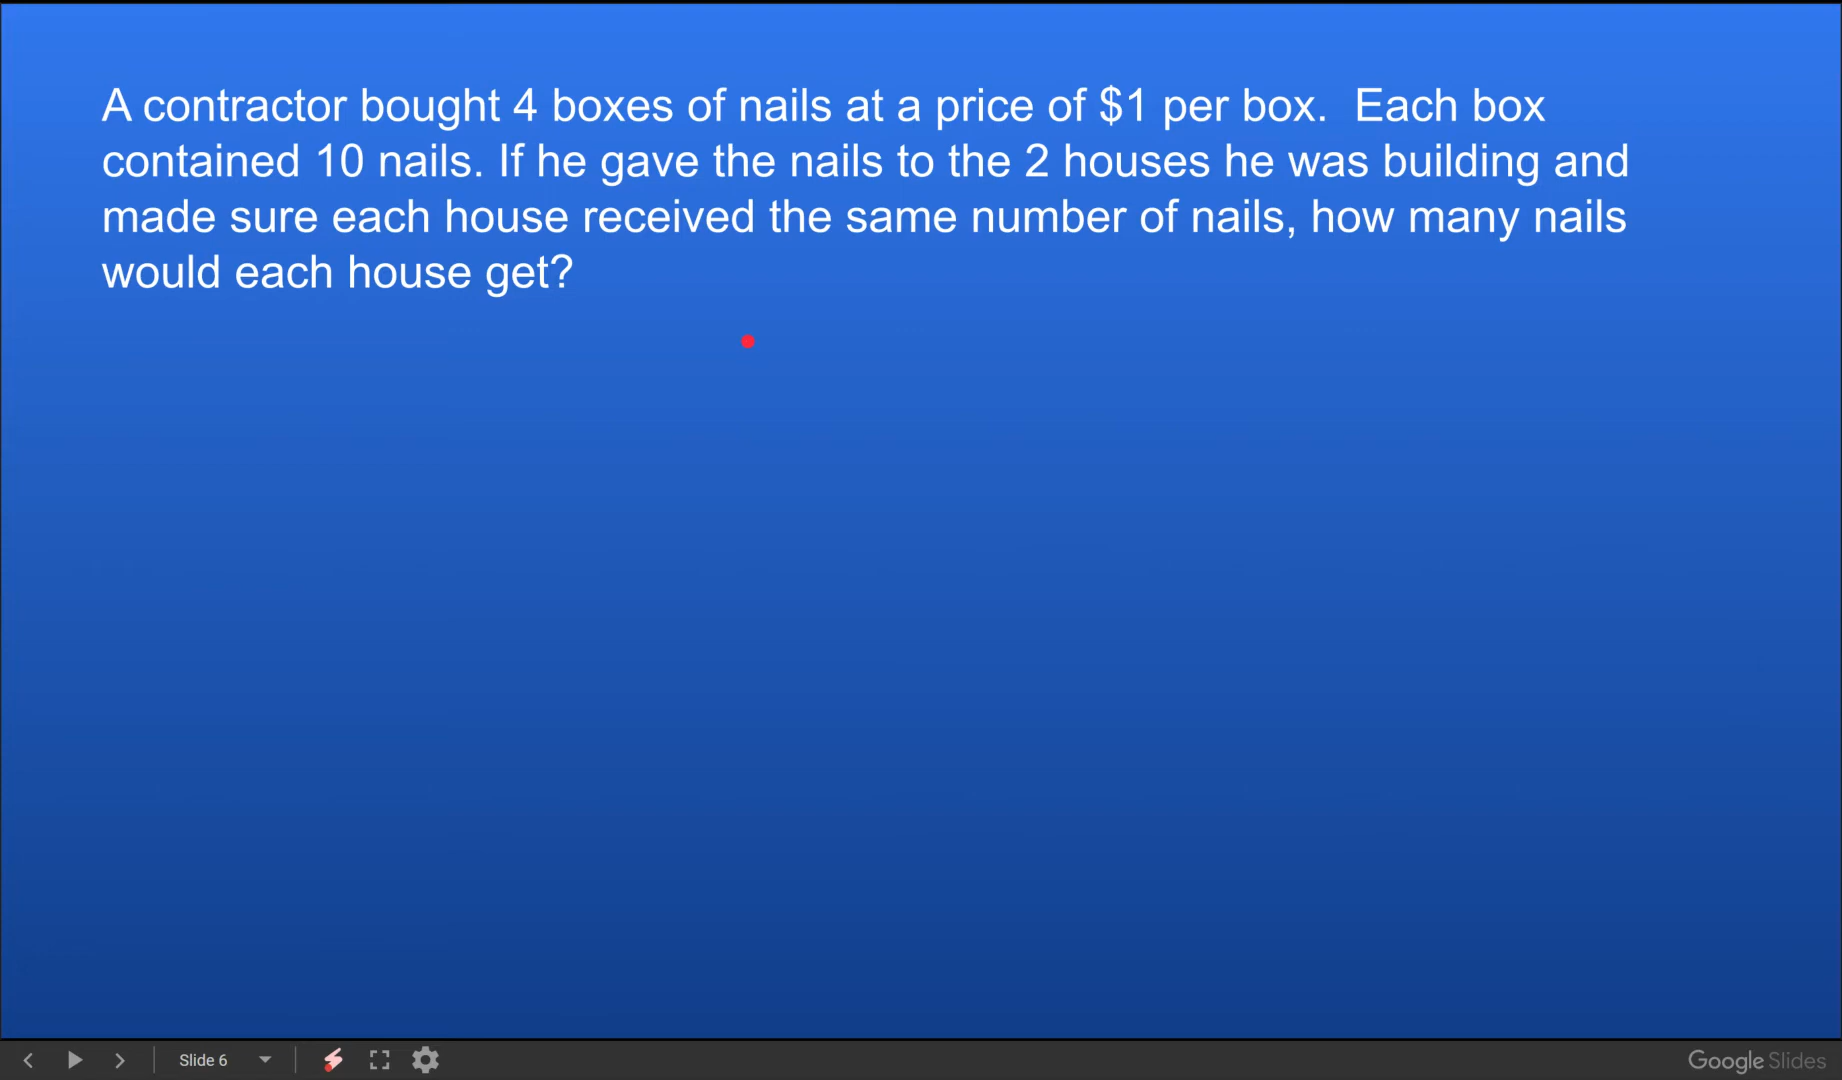 A contractor bought 4 boxes of nails at a price of $1 per box.  Each box
contained 10 nails. If he gave the nails to the 2 houses he was building and
made sure each house received the same number of nails, how many nails
would each house get?
Slide 6
Google Slides